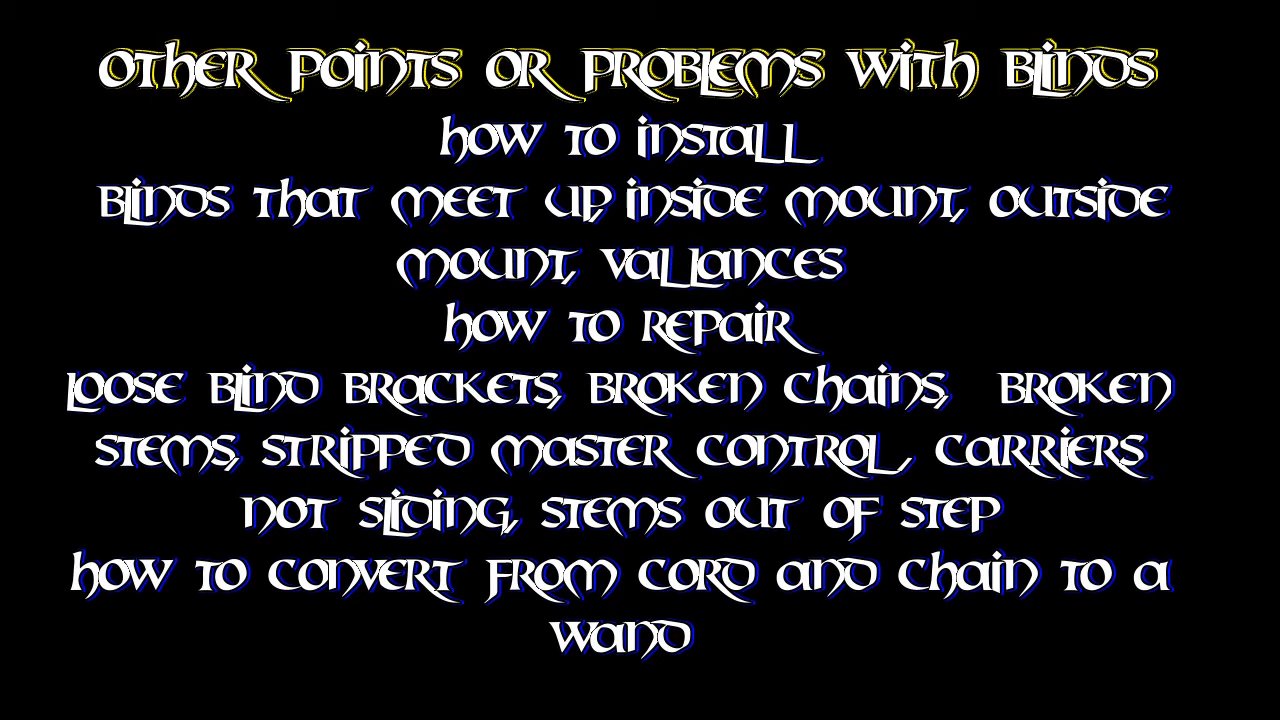 Other Points or Problems with Blinds
How to install
Blinds that meet up, inside mount, outside
mount, vallances
How to repair
Loose blind brackets, broken chains,  broken
stems, stripped master control, carriers
not sliding, stems out of step
How to convert from cord and chain to a
wand